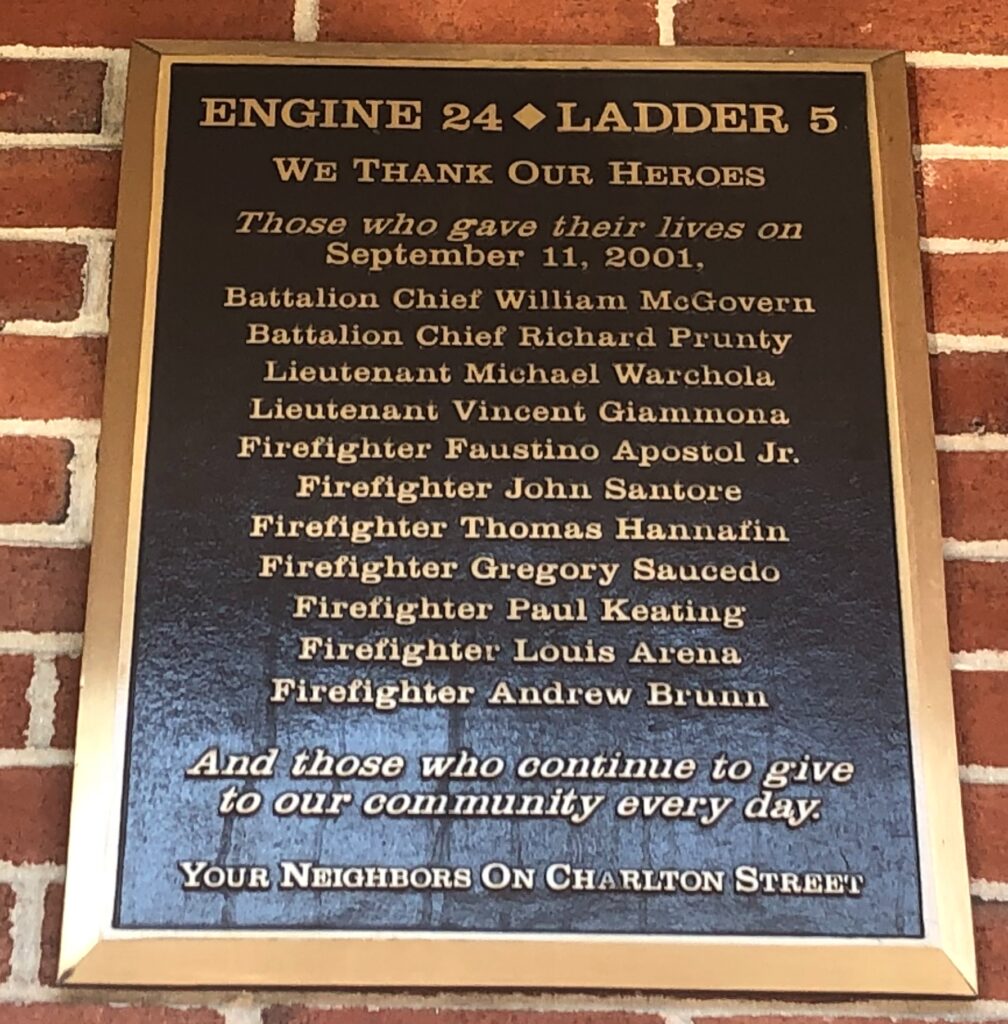 ENGINE 24 ◆ LADDER 5
WE THANK OUR HEROES
Those who gave their lives on
September 11, 2001,
Battalion Chief William McGovern
Battalion Chief Richard Prunty
Lieutenant Michael Warchola
Lieutenant Vincent Giammona
Firefighter Faustino Apostol Jr.
Firefighter John Santore
Firefighter Thomas Hannafin
Firefighter Gregory Saucedo
Firefighter Paul Keating
Firefighter Louis Arena
Firefighter Andrew Brunn
And those who continue to give
to our community every day.
YOUR NEIGHBORS ON CHARLTON STREET